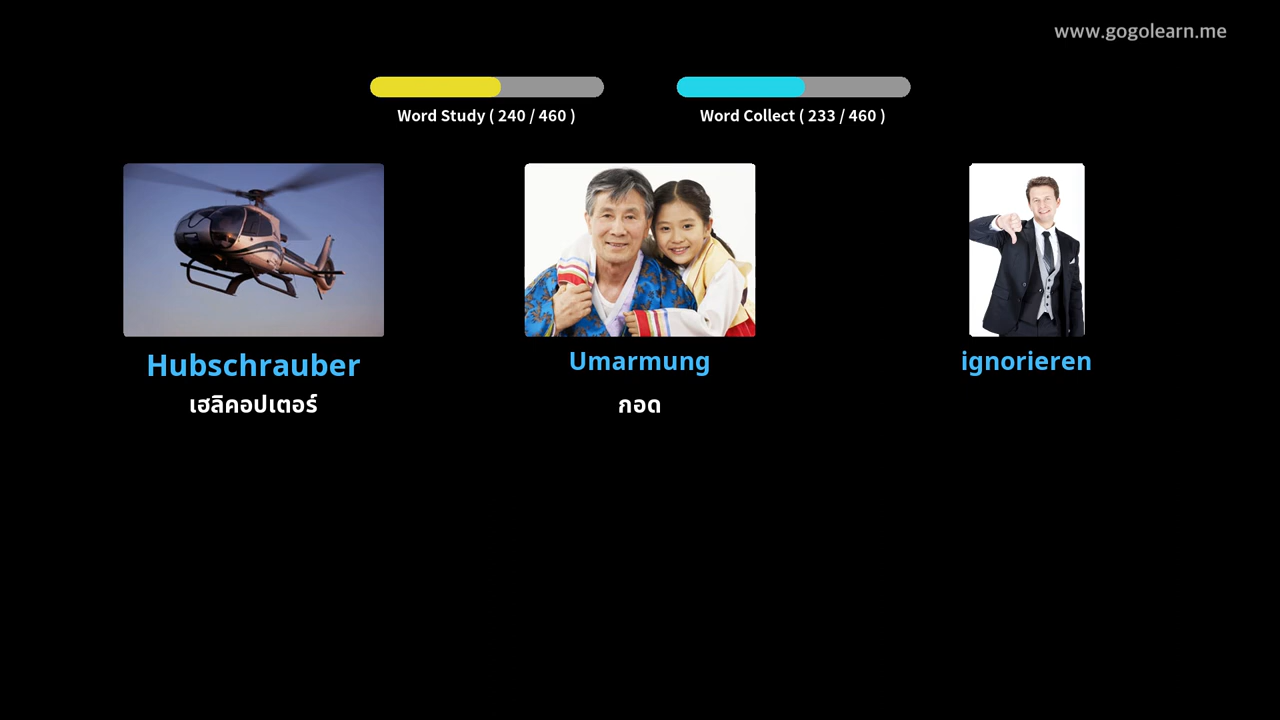 www.gogolearn.me
Word Study ( 240 / 460 )
Word Collect ( 233 / 460 )
Hubschrauber
Umarmung
ignorieren
เฮลิคอปเตอร์
กอด